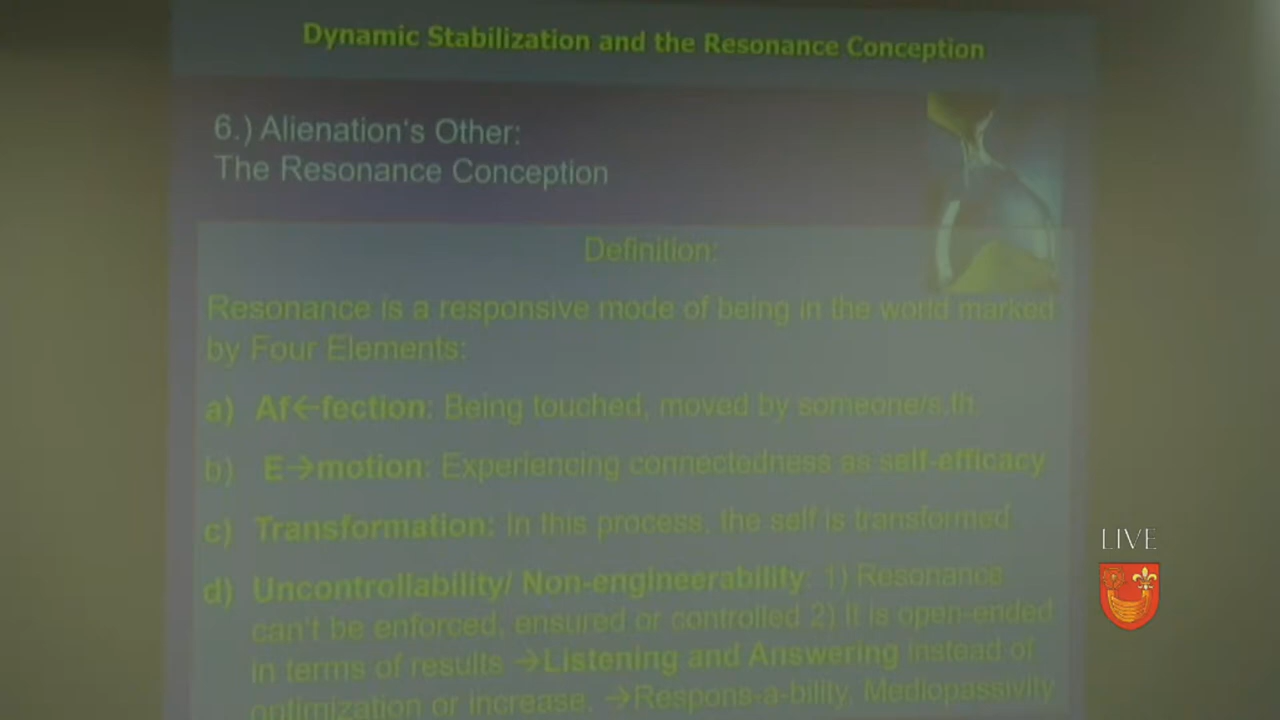 Dynamic Stabilization and the Resonance Conception
6.) Alienation's Other:
The Resonance Conception
Definition:
Resonance is a responsive mode of being in the world marked
by Four Elements:
a) Af←fection: Being touched, moved by someone/s.th.
b) E→motion: Experiencing connectedness as self-efficacy
c) Transformation: In this process, the self is transformed
d) Uncontrollability/ Non-engineerability: 1) Resonance
can't be enforced, ensured or controlled 2) It is open-ended
in terms of results →Listening and Answering instead of
optimization or increase. →Respons-a-bility, Mediopassivity
LIVE